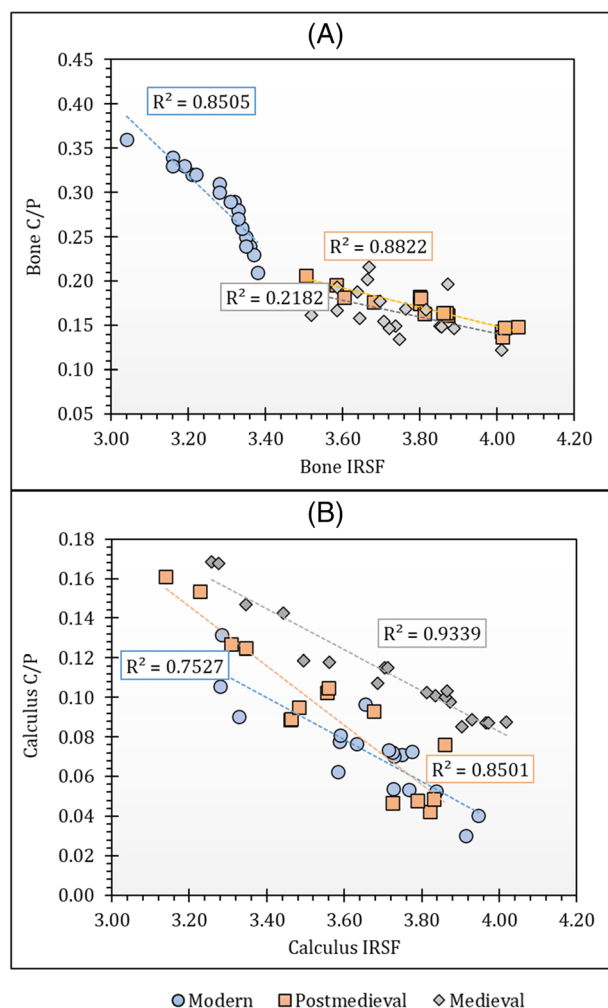 (A)
0.45
0.40
0.35
0.30
0.25
0.20
0.15
0.10
0.05
Bone C/P
R² = 0.8505
R² = 0.8822
R² = 0.2182
3.00 3.20 3.40 3.60 3.80 4.00 4.20
Bone IRSF
(B)
0.18
0.16
0.14
0.12
0.10
0.08
0.06
0.04
0.02
0.00
Calculus C/P
R² = 0.9339
R² = 0.7527
R² = 0.8501
3.00 3.20 3.40 3.60 3.80 4.00 4.20
Calculus IRSF
Modern Postmedieval Medieval